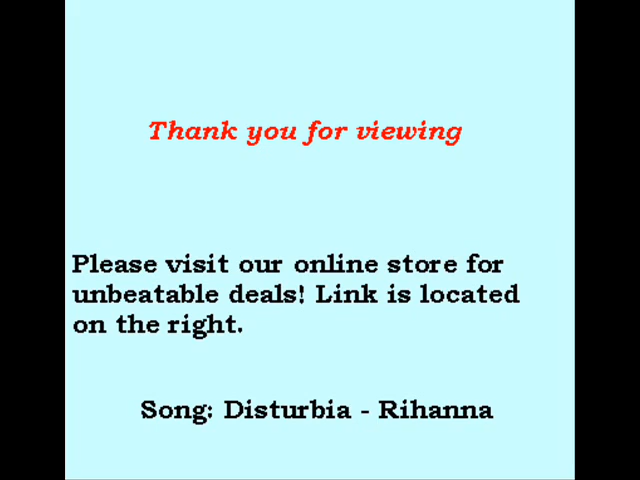 Thank you for viewing
Please visit our online store for
unbeatable deals! Link is located
on the right.
Song: Disturbia - Rihanna